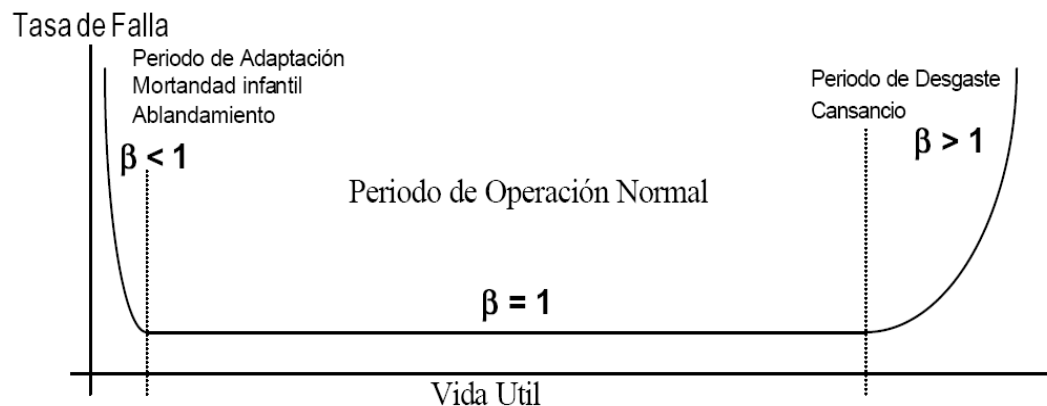 Tasa de Falla
Periodo de Adaptación
Mortandad infantil
Ablandamiento
β < 1
Periodo de Operación Normal
β = 1
Periodo de Desgaste
Cansancio
β > 1
Vida Util